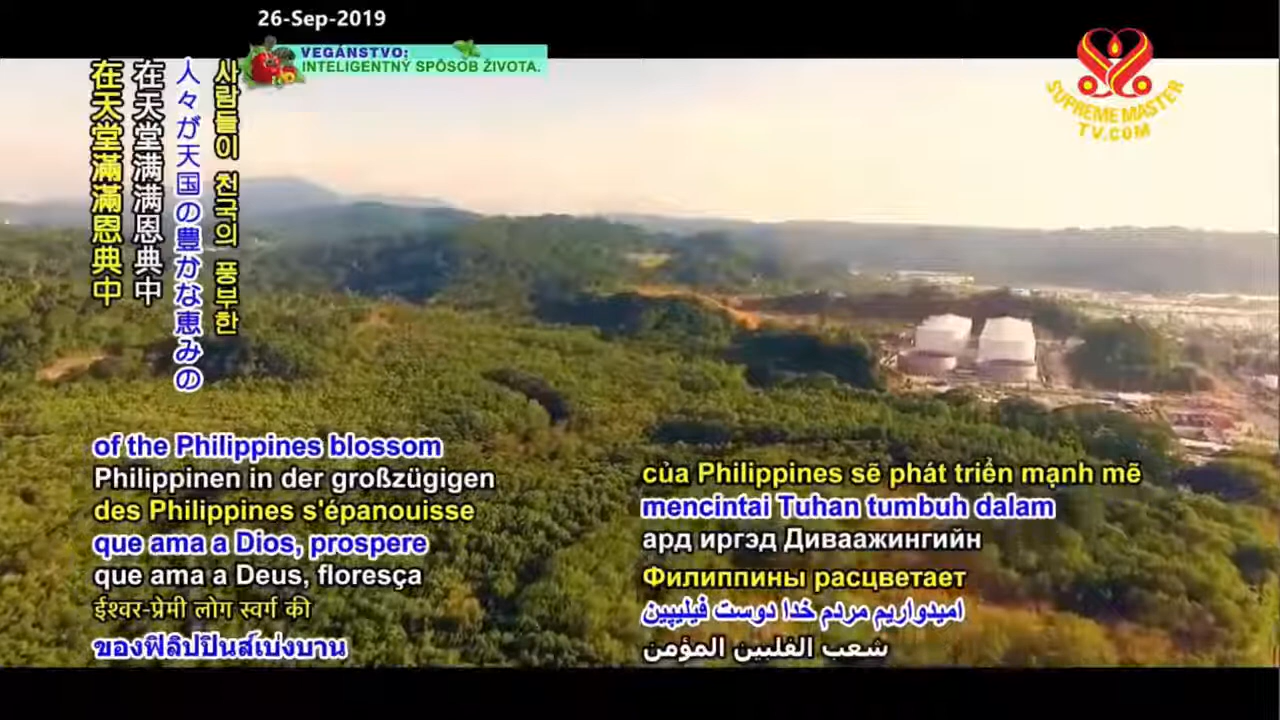 26-Sep-2019
VEGÁNSTVO:
INTELIGENTNÝ SPÔSOB ŽIVOTA.
SUPREME MASTER
TV.COM
在天堂滿滿恩典中
在天堂满满恩典中
人々が天国の豊かな恵みの
사람들이 천국의 풍부한
of the Philippines blossom
Philippinen in der großzügigen
des Philippines s'épanouisse
que ama a Dios, prospere
que ama a Deus, floresça
ईश्वर-प्रेमी लोग स्वर्ग की
ของฟิลิปปินส์เบ่งบาน
của Philippines sẽ phát triển mạnh mẽ
mencintai Tuhan tumbuh dalam
ард иргэд Диваажингийн
Филиппины расцветает
امیدواریم مردم خدا دوست فیلیپین
شعب الفلبين المؤمن